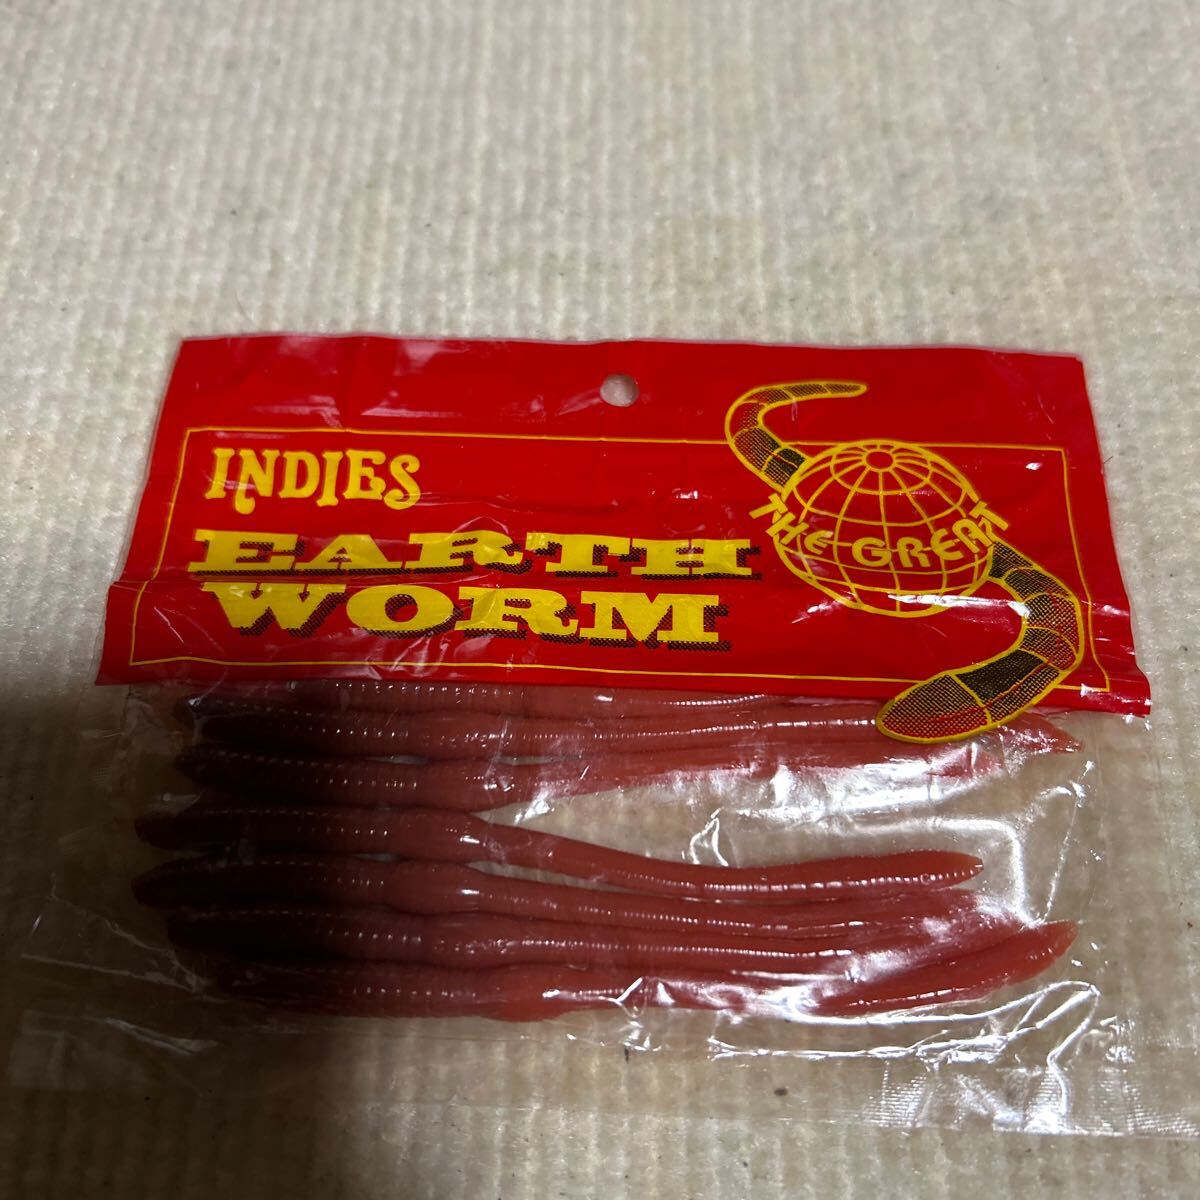 INDIES
EARTH
WORM
THE GREAT